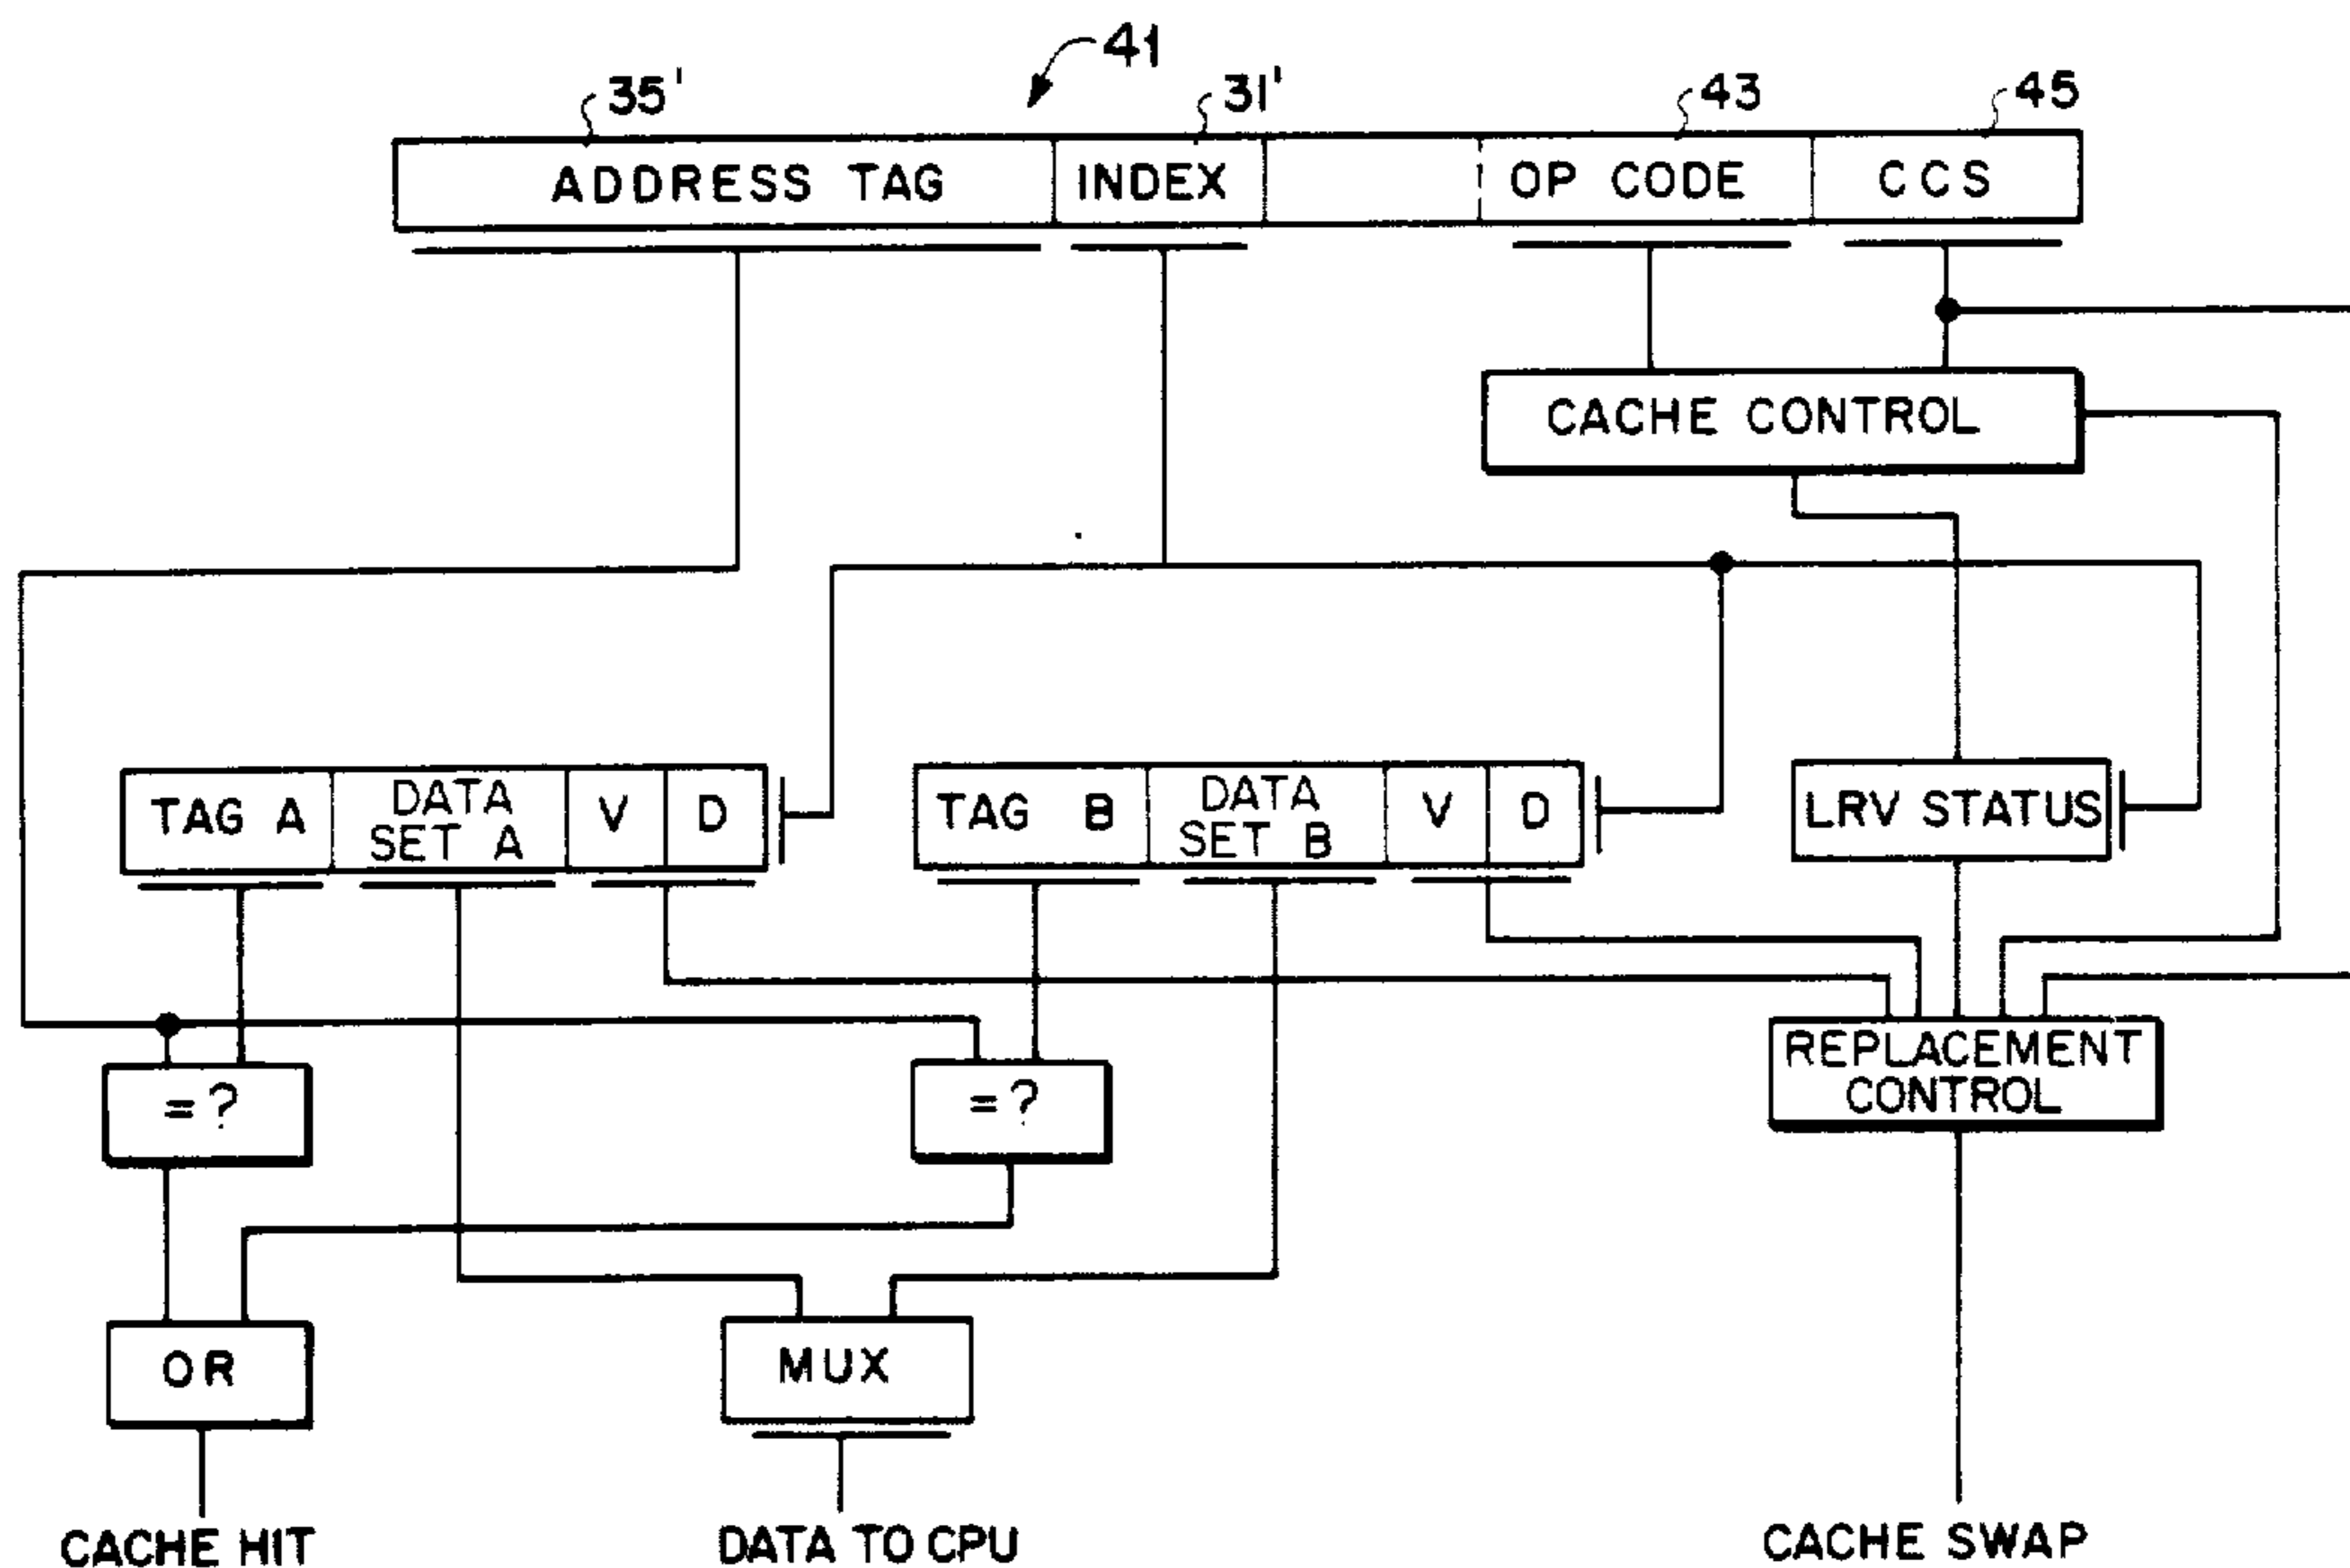 41
35'
31'
43
45
ADDRESS TAG
INDEX
OP CODE
CCS
CACHE CONTROL
TAG A
DATA
SET A
V
D
TAG B
DATA
SET B
V
D
LRV STATUS
=?
=?
REPLACEMENT
CONTROL
OR
MUX
CACHE HIT
DATA TO CPU
CACHE SWAP